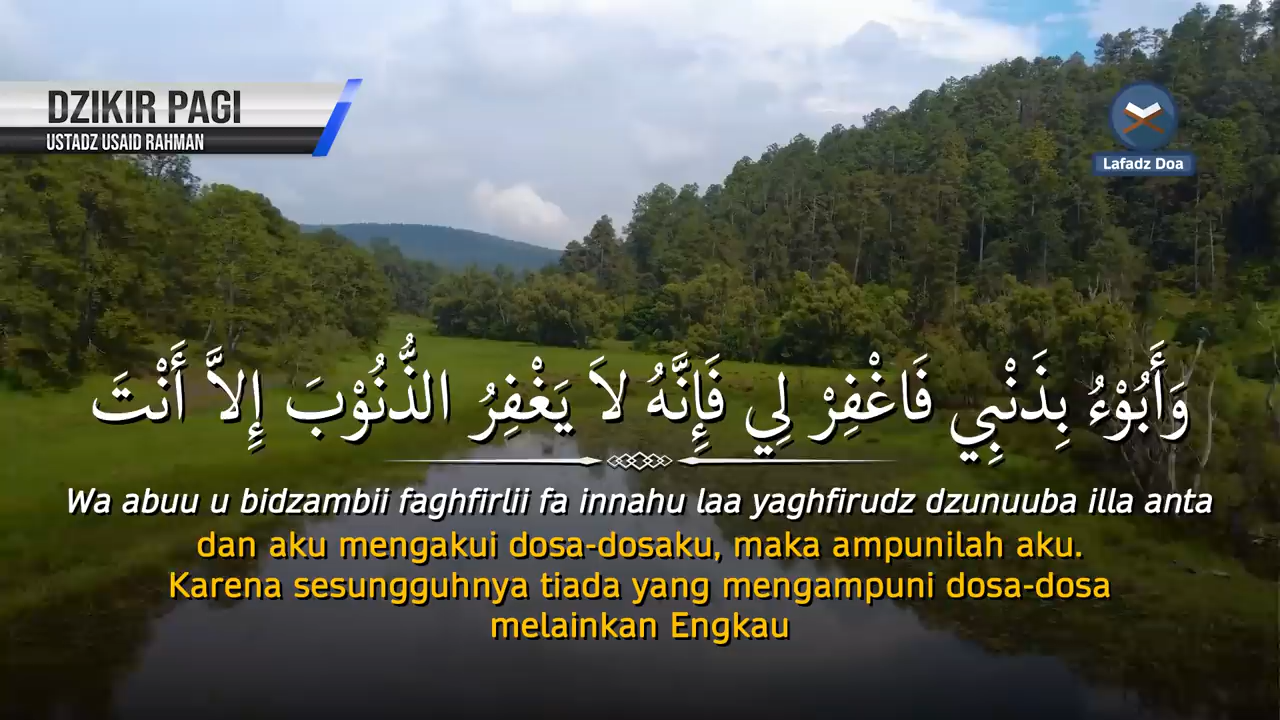 DZIKIR PAGI
USTADZ USAID RAHMAN
Lafadz Doa
وَأَبُوْءُ بِذَنْبِي فَاغْفِرْ لِي فَإِنَّهُ لاَ يَغْفِرُ الذُّنُوْبَ إِلاَّ أَنْتَ
Wa abuu u bidzambii faghfirlii fa innahu laa yaghfirudz dzunuuba illa anta
dan aku mengakui dosa-dosaku, maka ampunilah aku.
Karena sesungguhnya tiada yang mengampuni dosa-dosa
melainkan Engkau